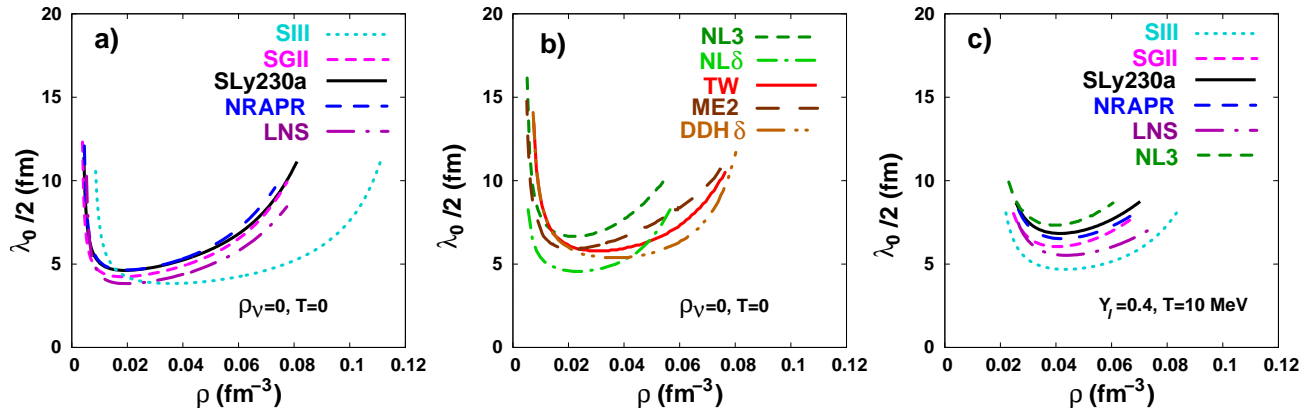 a)
SIII
SGII
SLy230a
NRAPR
LNS
ρν=0, T=0
λ0 /2 (fm)
20
15
10
5
0
0 0.02 0.04 0.06 0.08 0.1 0.12
ρ (fm−3)
b)
NL3
NLδ
TW
ME2
DDHδ
ρν=0, T=0
λ0 /2 (fm)
20
15
10
5
0
0 0.02 0.04 0.06 0.08 0.1 0.12
ρ (fm−3)
c)
SIII
SGII
SLy230a
NRAPR
LNS
NL3
Yl=0.4, T=10 MeV
λ0 /2 (fm)
20
15
10
5
0
0 0.02 0.04 0.06 0.08 0.1 0.12
ρ (fm−3)